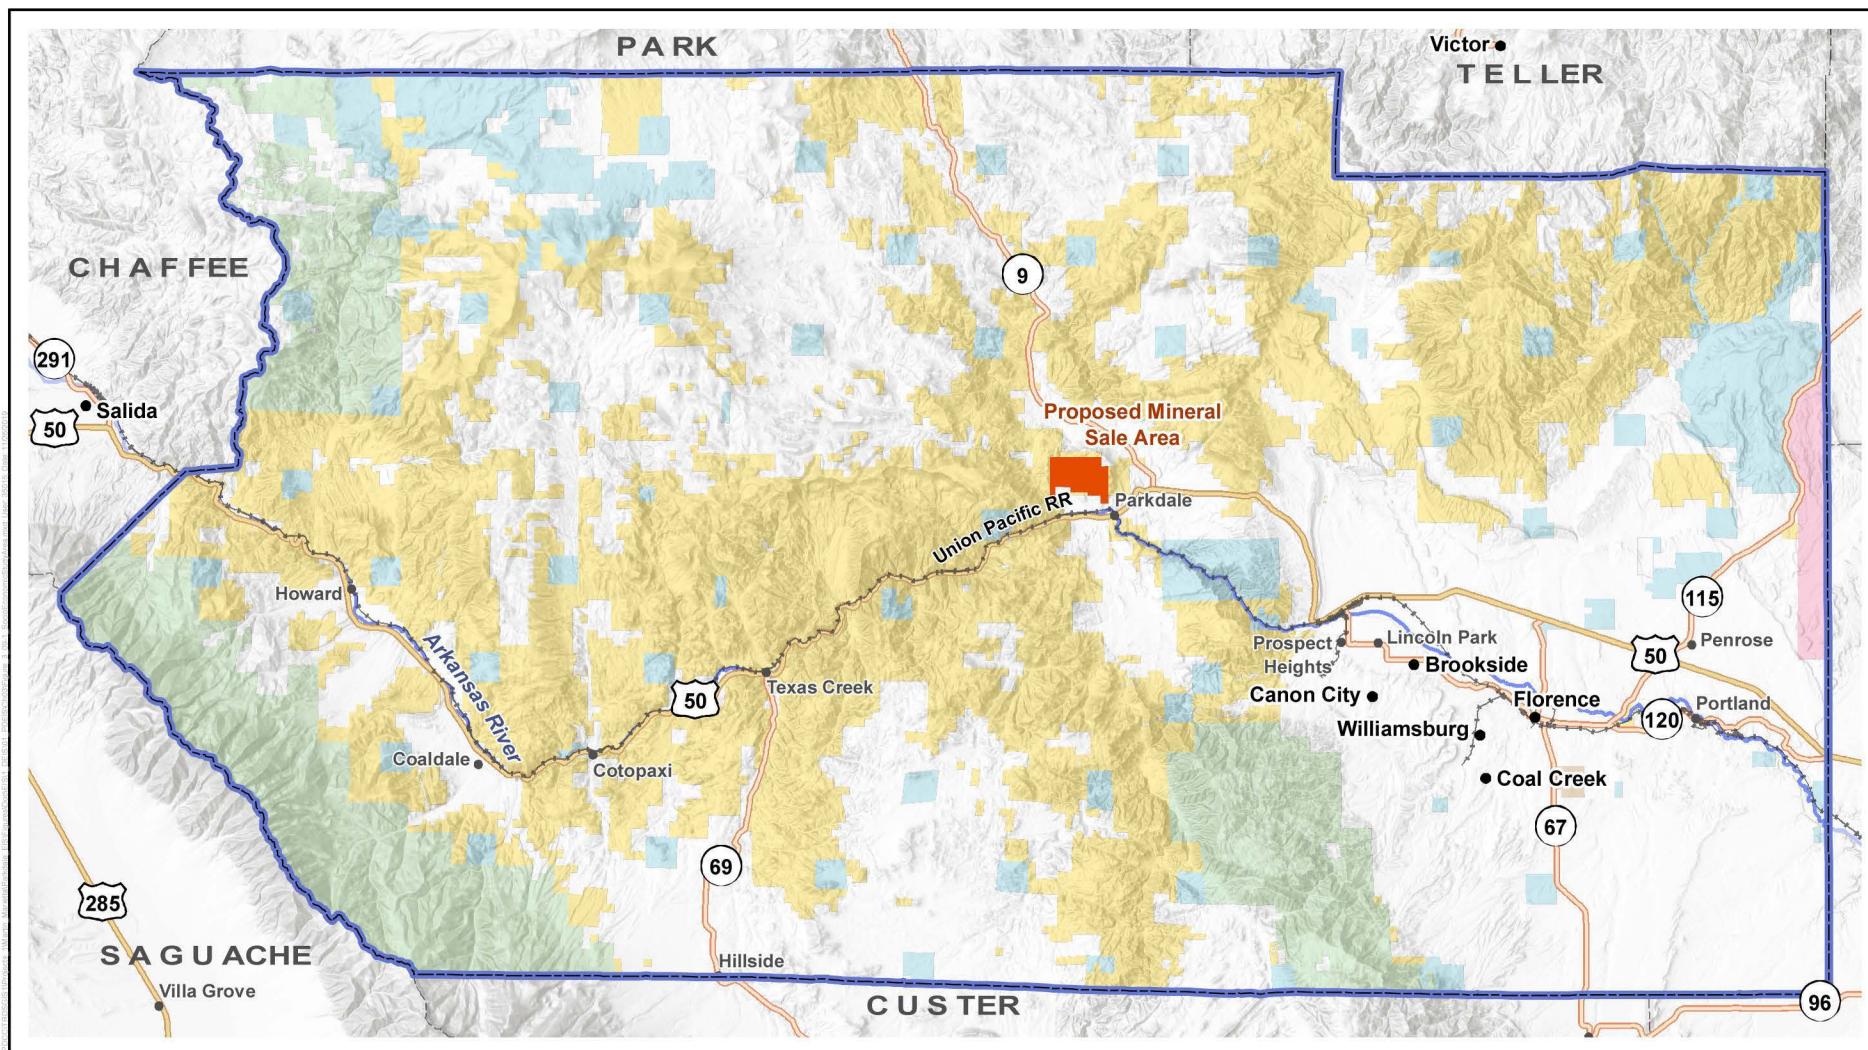 PARK
Victor
TELLER
CHAFFEE
9
291
Salida
50
Proposed Mineral
Sale Area
Parkdale
Union Pacific RR
Howard
Arkansas River
115
Prospect
Heights
Lincoln Park
Penrose
50
Brookside
Texas Creek
50
Canon City
Florence
Portland
120
Williamsburg
Coaldale
Cotopaxi
Coal Creek
67
69
285
SAGUACHE
Hillside
Villa Grove
CUSTER
96